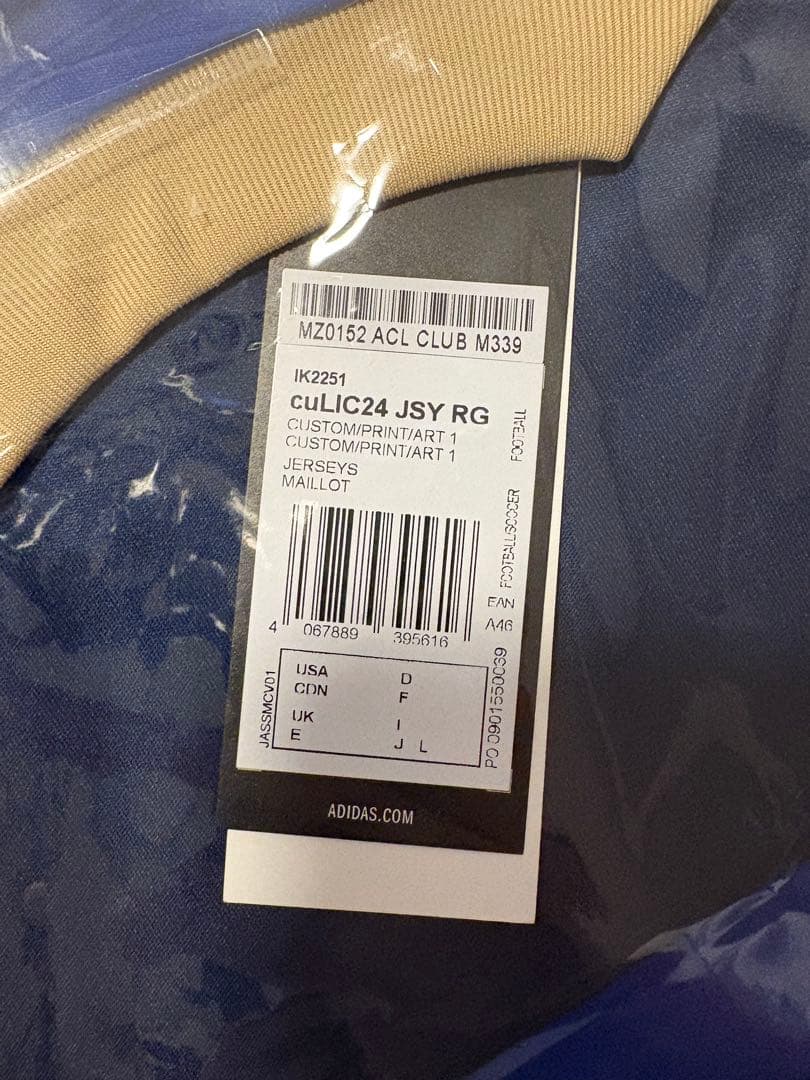 MZ0152 ACL CLUB M339
IK2251
cuLIC24 JSY RG
CUSTOM/PRINT/ART 1
CUSTOM/PRINT/ART 1
JERSEYS
MAILLOT
FOOTBALL
FOOTBALL/SOCCER
EAN
A46
4 067889 395616
JASSMCV01
USA D
CDN F
UK I
E J L
PO 0901550039
ADIDAS.COM